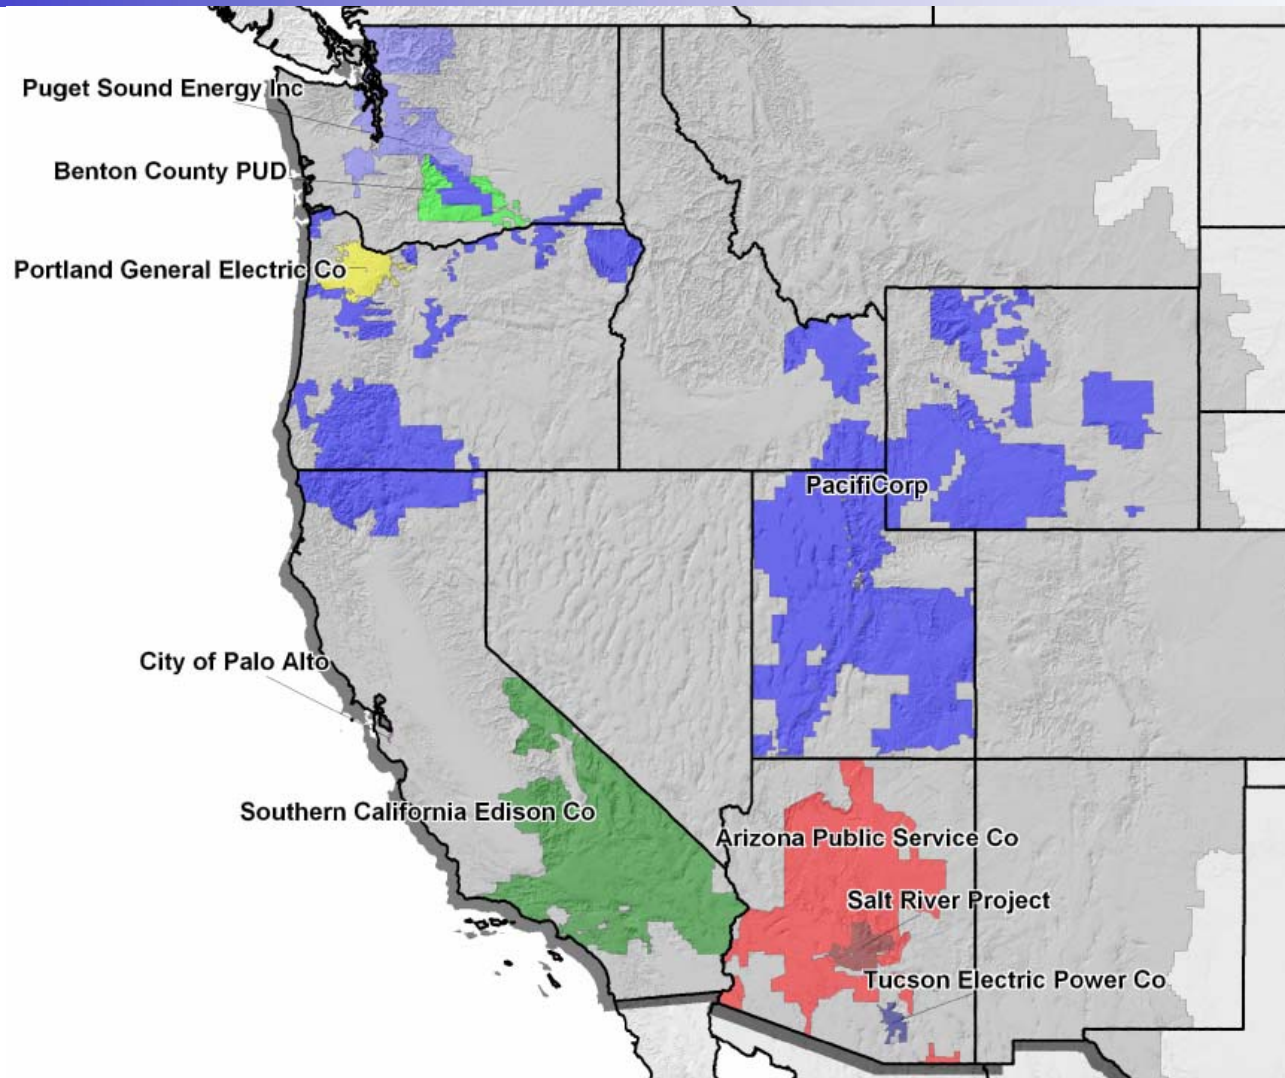 Puget Sound Energy Inc
Benton County PUD
Portland General Electric Co
PacifiCorp
City of Palo Alto
Southern California Edison Co
Arizona Public Service Co
Salt River Project
Tucson Electric Power Co